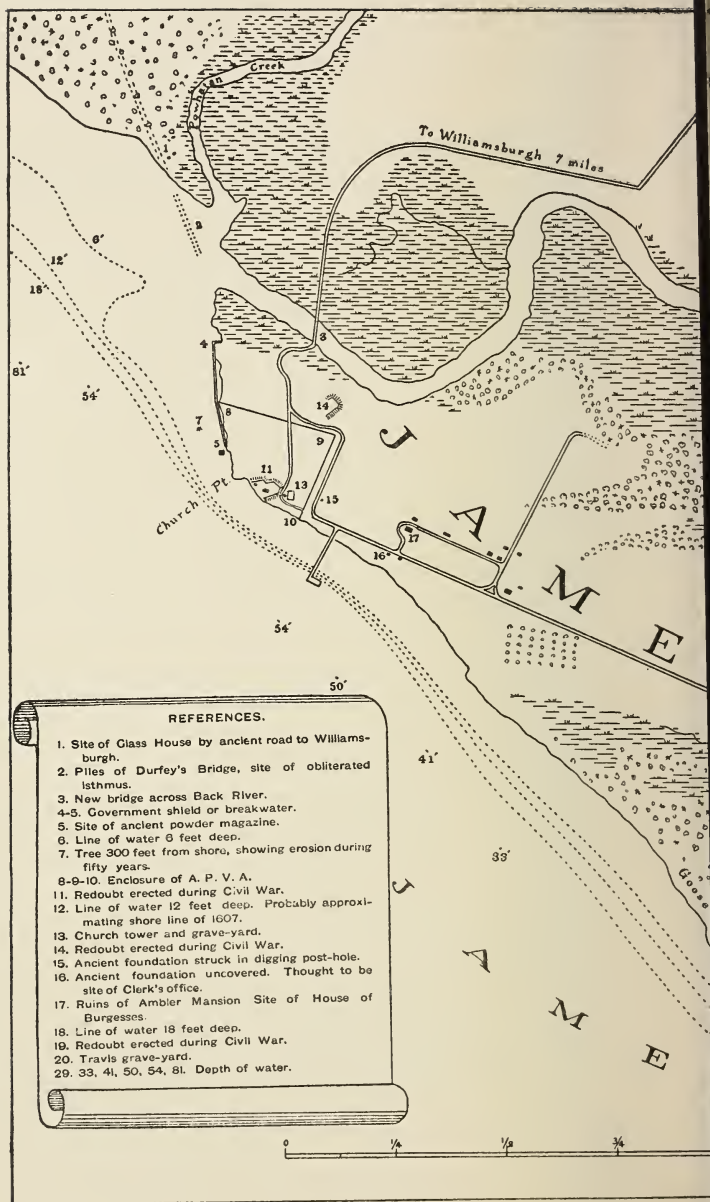 Powhatan Creek
To Williamsburgh 7 miles
1
2
6'
12'
18'
81'
54'
3
4
14
8
7
9
5
11
Church Pt.
13
15
10
J A M E
17
16
54'
50'
41'
33'
Goose
J A M E
REFERENCES.
1. Site of Glass House by ancient road to Williams-
burgh.
2. Piles of Durfey's Bridge, site of obliterated
isthmus.
3. New bridge across Back River.
4-5. Government shield or breakwater.
5. Site of ancient powder magazine.
6. Line of water 6 feet deep.
7. Tree 300 feet from shore, showing erosion during
fifty years.
8-9-10. Enclosure of A. P. V. A.
11. Redoubt erected during Civil War.
12. Line of water 12 feet deep. Probably approxi-
mating shore line of 1607.
13. Church tower and grave-yard.
14. Redoubt erected during Civil War.
15. Ancient foundation struck in digging post-hole.
16. Ancient foundation uncovered. Thought to be
site of Clerk's office.
17. Ruins of Ambler Mansion Site of House of
Burgesses.
18. Line of water 18 feet deep.
19. Redoubt erected during Civil War.
20. Travis grave-yard.
29. 33, 41, 50, 54, 81. Depth of water.
0 1/4 1/2 3/4